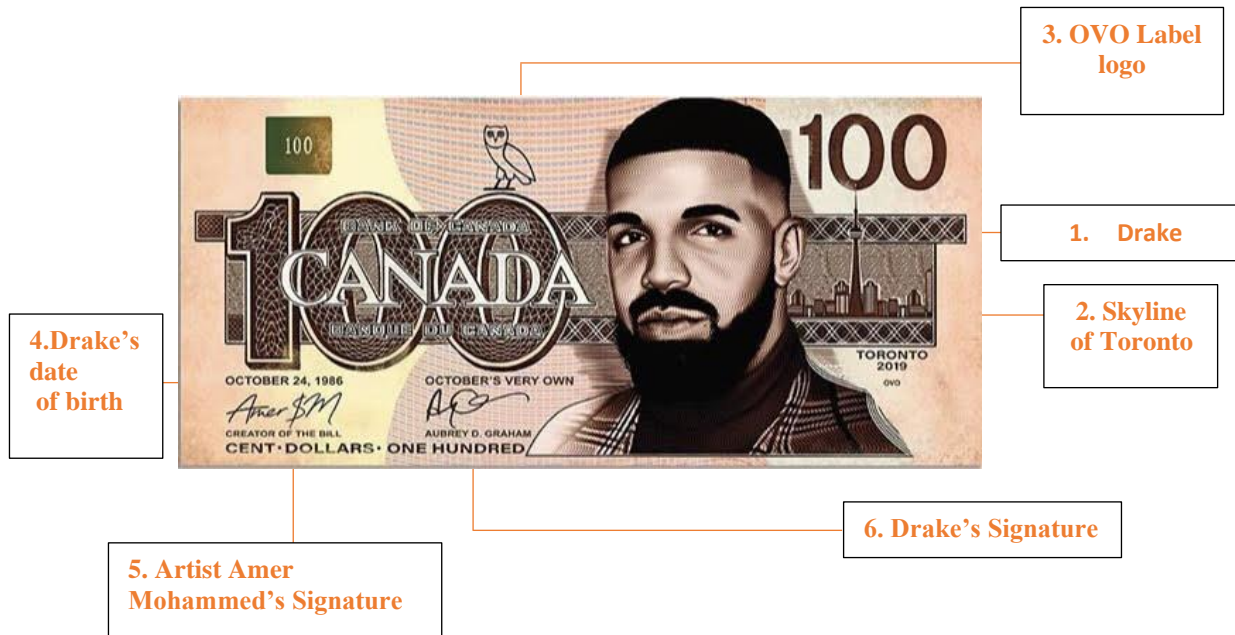 3. OVO Label
logo
100
100
BANK OF CANADA
100
CANADA
BANQUE DU CANADA
1. Drake
2. Skyline
of Toronto
4.Drake’s
date
of birth
TORONTO
2019
OVO
OCTOBER 24, 1986
OCTOBER'S VERY OWN
Amer $M
CREATOR OF THE BILL
AUBREY D. GRAHAM
CENT· DOLLARS· ONE HUNDRED
6. Drake’s Signature
5. Artist Amer
Mohammed’s Signature